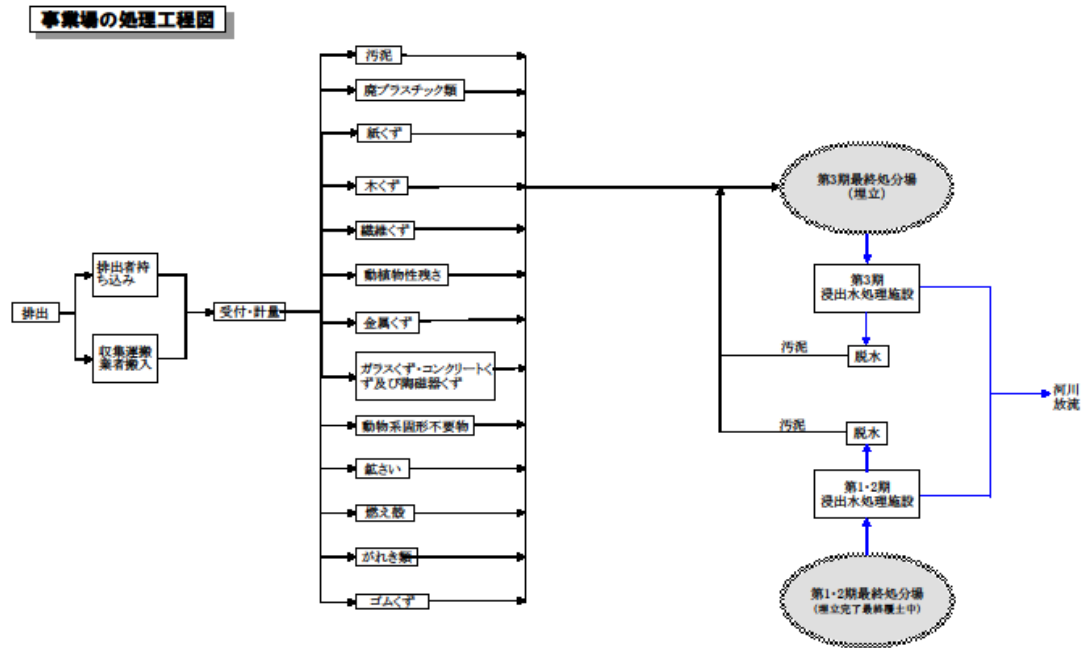 事業場の処理工程図
排出
排出者持
ち込み
収集運搬
業者搬入
受付・計量
汚泥
廃プラスチック類
紙くず
木くず
繊維くず
動植物性残さ
金属くず
ガラスくず・コンクリートく
ず及び陶磁器くず
動物系固形不要物
鉱さい
燃え殻
がれき類
ゴムくず
第3期最終処分場
(埋立)
第3期
浸出水処理施設
汚泥
脱水
河川
放流
汚泥
脱水
第1・2期
浸出水処理施設
第1・2期最終処分場
(埋立完了最終覆土中)